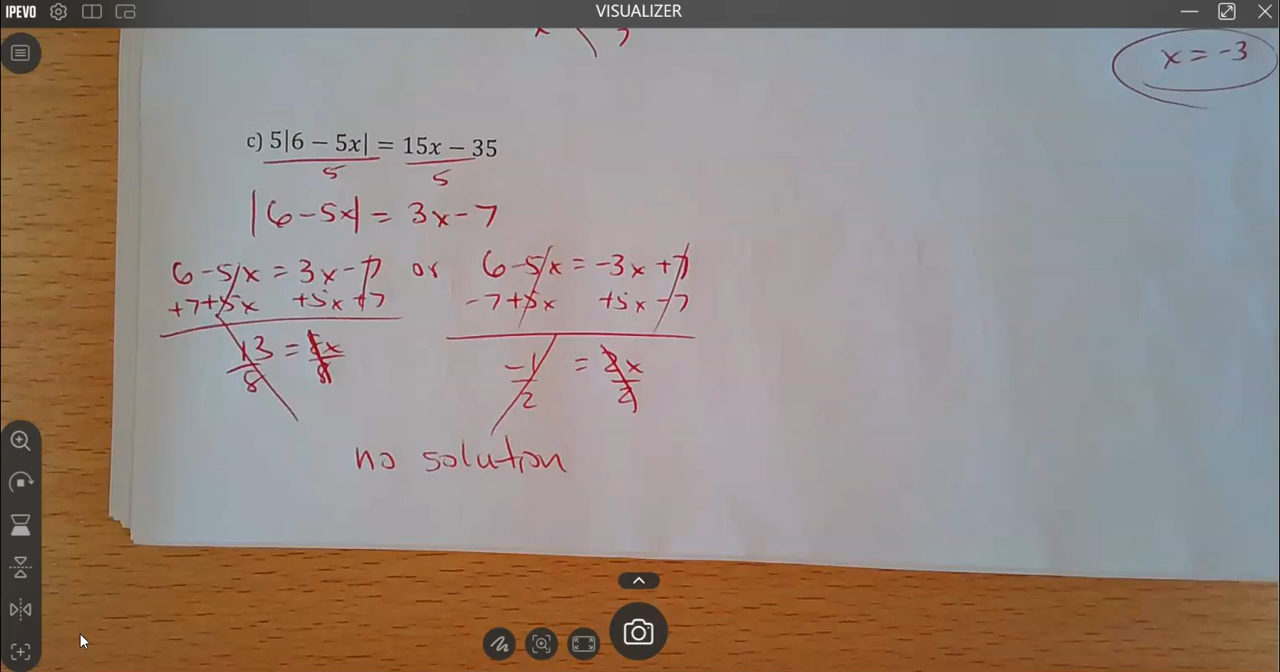 IPEVO
VISUALIZER
x = -3
c) 5|6 − 5x| = 15x − 35
5 5
|6-5x| = 3x-7
6-5x = 3x-7 or 6-5x = -3x+7
+7+5x +5x+7 -7+5x +5x-7
13 = 8x -1 = 2x
8 8 2 2
no solution